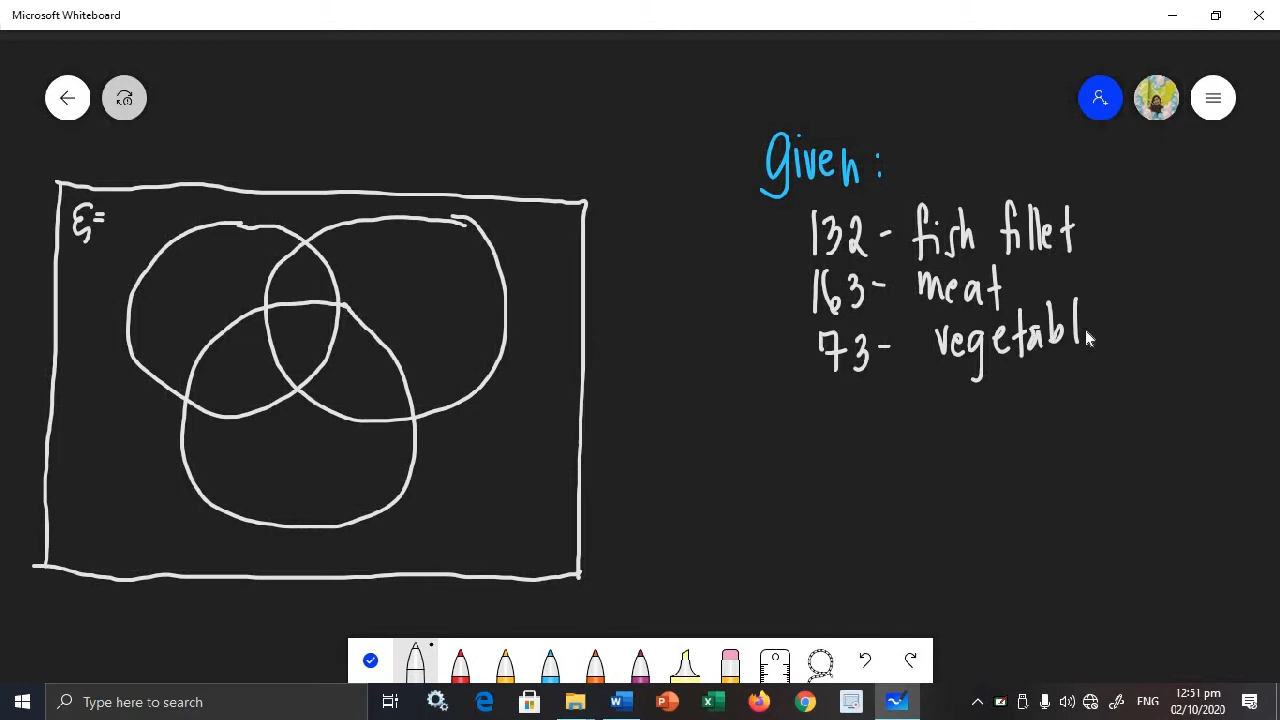 Microsoft Whiteboard
Given:
ξ=
132 - fish fillet
163 - meat
73 - vegetabl
Type here to search
ENG
12:51 pm
02/10/2020